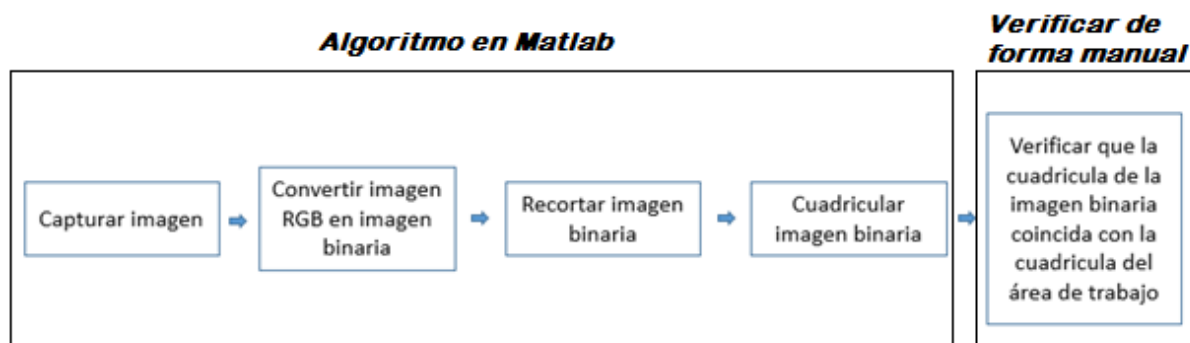 Algoritmo en Matlab
Verificar de
forma manual
Capturar imagen
Convertir imagen
RGB en imagen
binaria
Recortar imagen
binaria
Cuadricular
imagen binaria
Verificar que la
cuadricula de la
imagen binaria
coincida con la
cuadricula del
área de trabajo